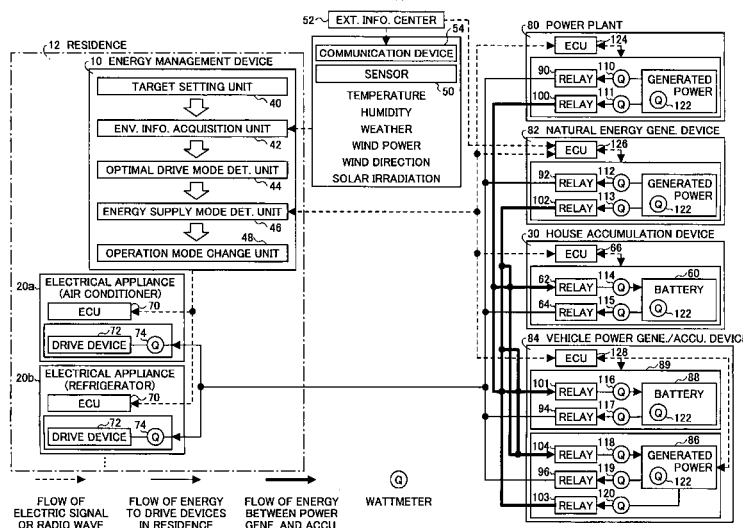 52 EXT. INFO. CENTER
COMMUNICATION DEVICE 54
SENSOR
50
TEMPERATURE
HUMIDITY
WEATHER
WIND POWER
WIND DIRECTION
SOLAR IRRADIATION
12 RESIDENCE
10 ENERGY MANAGEMENT DEVICE
TARGET SETTING UNIT
40
ENV. INFO. ACQUISITION UNIT
42
OPTIMAL DRIVE MODE DET. UNIT
44
ENERGY SUPPLY MODE DET. UNIT
46
OPERATION MODE CHANGE UNIT
48
20a
ELECTRICAL APPLIANCE
(AIR CONDITIONER)
ECU 70
72 74
DRIVE DEVICE Q
20b
ELECTRICAL APPLIANCE
(REFRIGERATOR)
ECU 70
72 74
DRIVE DEVICE Q
80 POWER PLANT
ECU 124
90 RELAY 110 Q
100 RELAY 111 Q
GENERATED
POWER
Q 122
82 NATURAL ENERGY GENE. DEVICE
ECU 126
92 RELAY 112 Q
102 RELAY 113 Q
GENERATED
POWER
Q 122
30 HOUSE ACCUMULATION DEVICE
ECU 66
62 RELAY 114 Q
64 RELAY 115 Q
60
BATTERY
Q 122
84 VEHICLE POWER GENE./ACCU. DEVICE
ECU 128
89
101 RELAY 116 Q
94 RELAY 117 Q
88
BATTERY
Q 122
104 RELAY 118 Q
96 RELAY 119 Q
103 RELAY 120 Q
86
GENERATED
POWER
Q 122
FLOW OF
ELECTRIC SIGNAL
OR RADIO WAVE
FLOW OF ENERGY
TO DRIVE DEVICES
IN RESIDENCE
FLOW OF ENERGY
BETWEEN POWER
GENE. AND ACCU
Q
WATTMETER